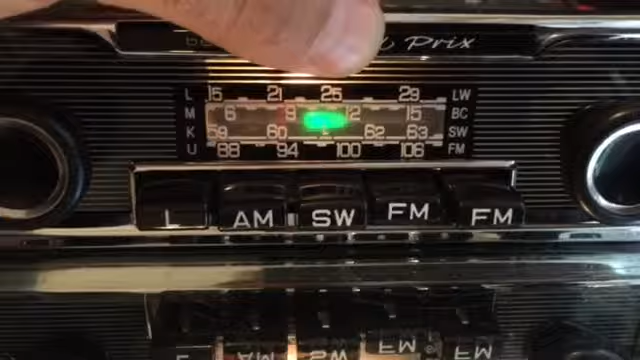 Prix
L 15 21 25 29 LW
M 6 9 12 15 BC
K 59 60 62 63 SW
U 88 94 100 106 FM
L AM SW FM FM